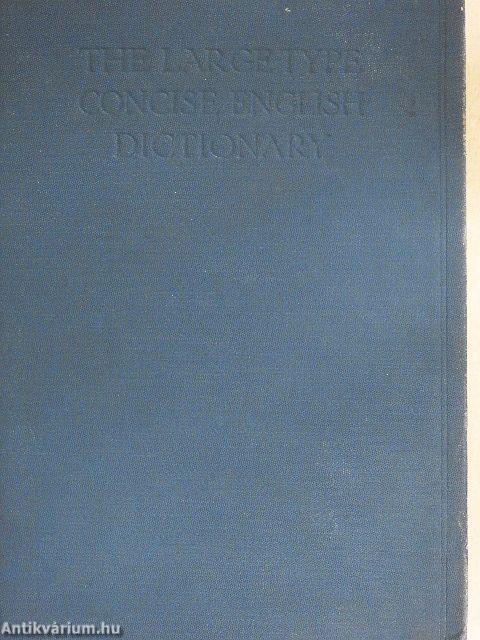 THE LARGE TYPE
CONCISE ENGLISH
DICTIONARY
Antikvárium.hu